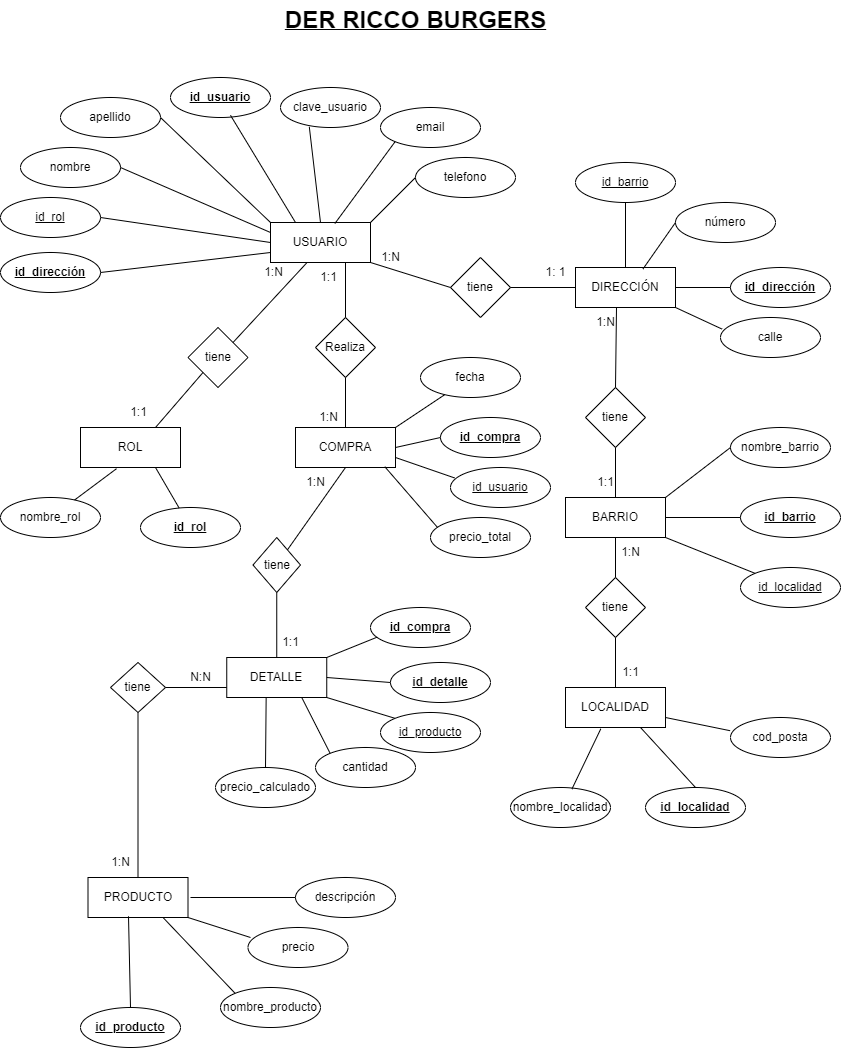 DER RICCO BURGERS
id_usuario
clave_usuario
apellido
email
nombre
telefono
id_barrio
id_rol
número
USUARIO
1:N
1:1
1:N
id_dirección
tiene
1: 1
DIRECCIÓN
id_dirección
1:N
calle
tiene
Realiza
fecha
1:1
1:N
tiene
ROL
COMPRA
id_compra
nombre_barrio
1:N
id_usuario
1:1
nombre_rol
id_rol
precio_total
BARRIO
id_barrio
1:N
tiene
id_localidad
tiene
id_compra
1:1
1:1
N:N
DETALLE
id_detalle
tiene
LOCALIDAD
id_producto
cod_posta
cantidad
precio_calculado
nombre_localidad
id_localidad
1:N
PRODUCTO
descripción
precio
nombre_producto
id_producto